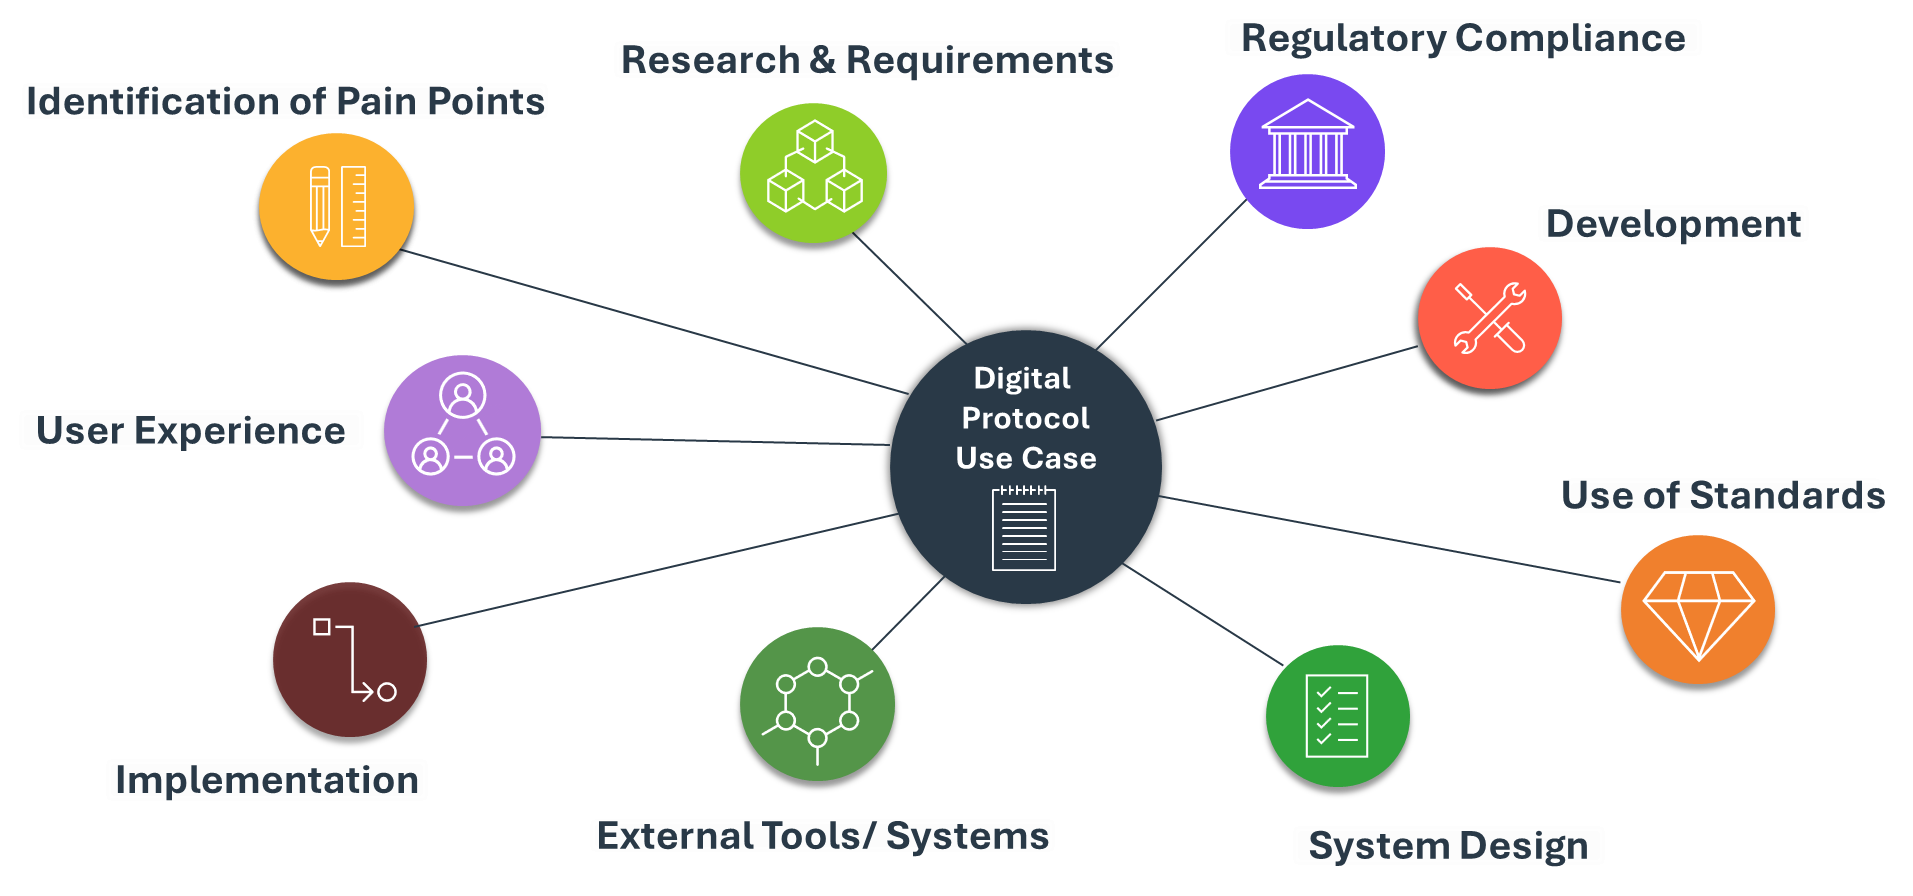 Regulatory Compliance
Research & Requirements
Identification of Pain Points
Development
Digital
Protocol
Use Case
User Experience
Use of Standards
Implementation
External Tools/ Systems
System Design